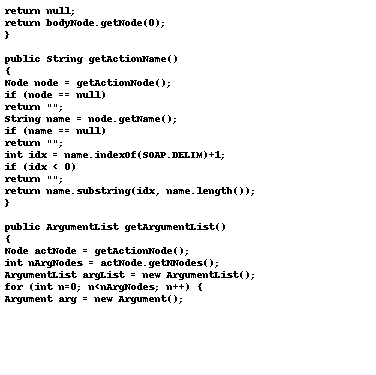 return null;
return bodyNode.getNode(0);
}

public String getActionName()
{
Node node = getActionNode();
if (node == null)
return "";
String name = node.getName();
if (name == null)
return "";
int idx = name.indexOf(SOAP.DELIM)+1;
if (idx < 0)
return "";
return name.substring(idx, name.length());
}

public ArgumentList getArgumentList()
{
Node actNode = getActionNode();
int nArgNodes = actNode.getNNodes();
ArgumentList argList = new ArgumentList();
for (int n=0; n<nArgNodes; n++) {
Argument arg = new Argument();